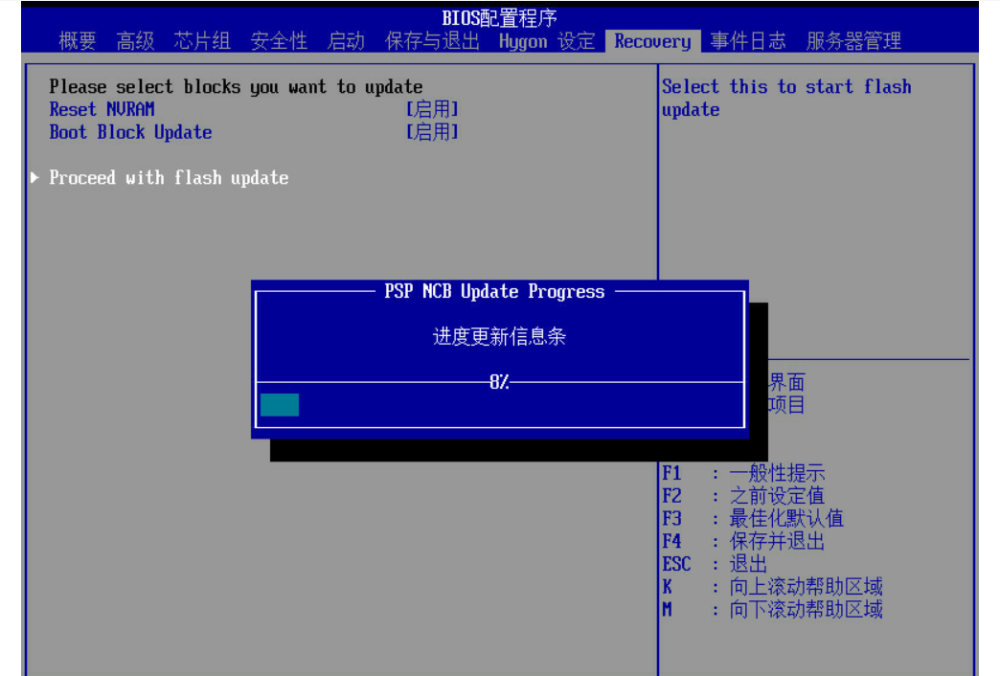 BIOS配置程序
概要 高级 芯片组 安全性 启动 保存与退出 Hygon 设定 Recovery 事件日志 服务器管理
Please select blocks you want to update
Reset NVRAM [启用]
Boot Block Update [启用]
Proceed with flash update
Select this to start flash
update
PSP NCB Update Progress
进度更新信息条
8%
界面
项目
F1 : 一般性提示
F2 : 之前设定值
F3 : 最佳化默认值
F4 : 保存并退出
ESC : 退出
K : 向上滚动帮助区域
M : 向下滚动帮助区域